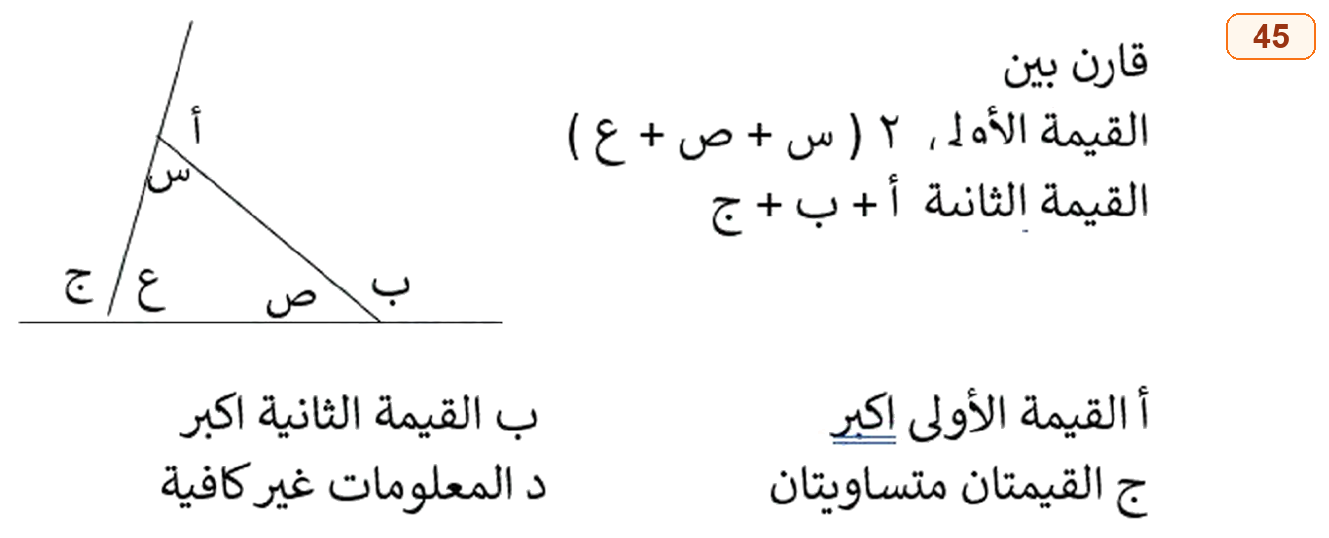 45
قارن بين
القيمة الأولى، ٢ ( س + ص + ع )
القيمة الثانية أ + ب + ج
أ
س
ج
ع
ص
ب
أ القيمة الأولى اكبر
ب القيمة الثانية اكبر
ج القيمتان متساويتان
د المعلومات غير كافية